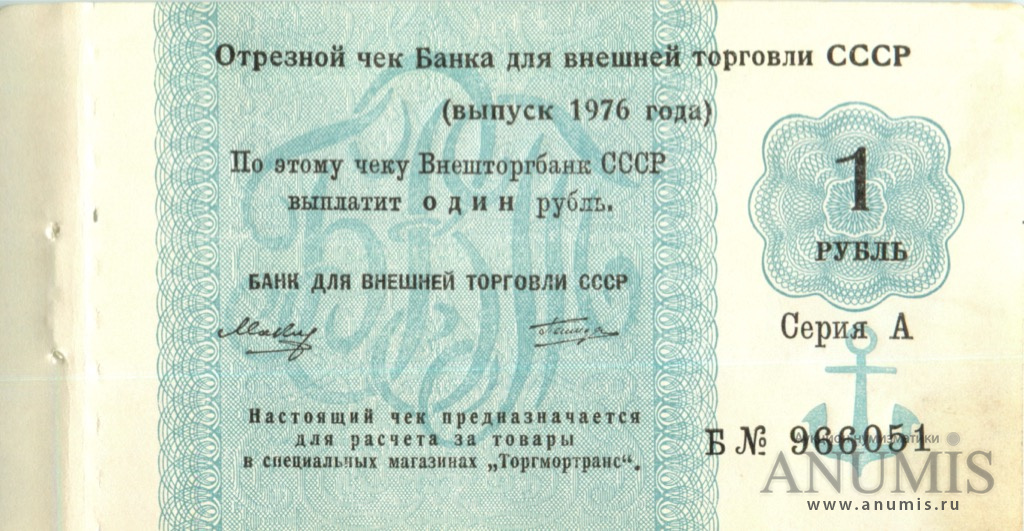 Отрезной чек Банка для внешней торговли СССР
(выпуск 1976 года)
По этому чеку Внешторгбанк СССР
выплатит один рубль.
1
РУБЛЬ
БАНК ДЛЯ ВНЕШНЕЙ ТОРГОВЛИ СССР
Серия А
Настоящий чек предназначается
для расчета за товары
в специальных магазинах „Торгмортранс“.
Б № 966051
нумизматики
ANUMIS
www.anumis.ru